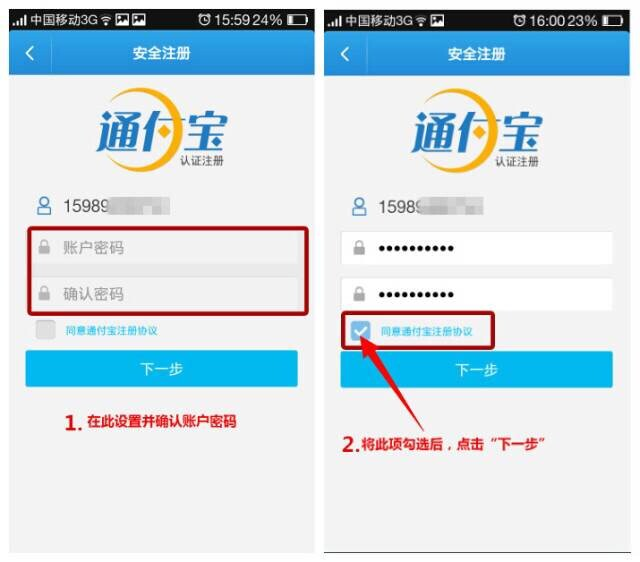 中国移动3G 15:59 24%
安全注册
通付宝
认证注册
15989
账户密码
确认密码
同意通付宝注册协议
下一步
1. 在此设置并确认账户密码
中国移动3G 16:00 23%
安全注册
通付宝
认证注册
15989
••••••••••
••••••••••
同意通付宝注册协议
下一步
2.将此项勾选后，点击“下一步”